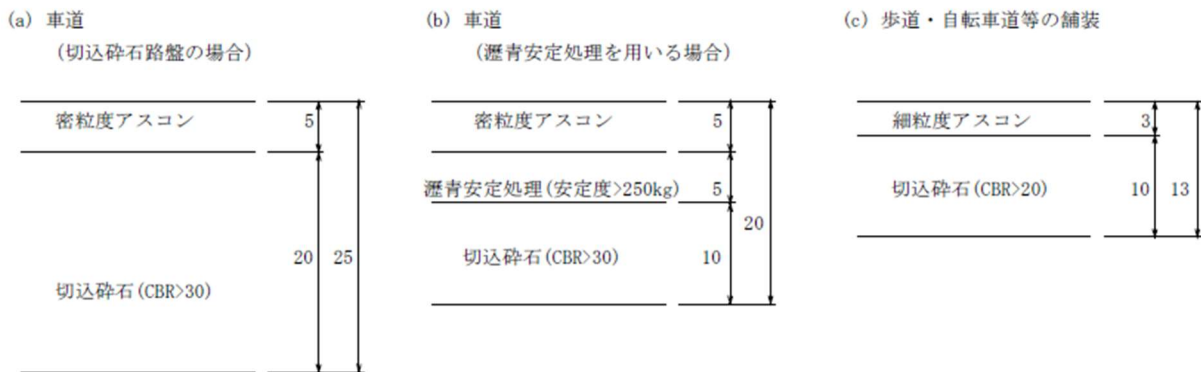 (a) 車道
(切込砕石路盤の場合)
密粒度アスコン 5
20 25
切込砕石(CBR>30)
(b) 車道
(瀝青安定処理を用いる場合)
密粒度アスコン 5
瀝青安定処理(安定度>250kg) 5
20
切込砕石(CBR>30) 10
(c) 歩道・自転車道等の舗装
細粒度アスコン 3
切込砕石(CBR>20) 10 13